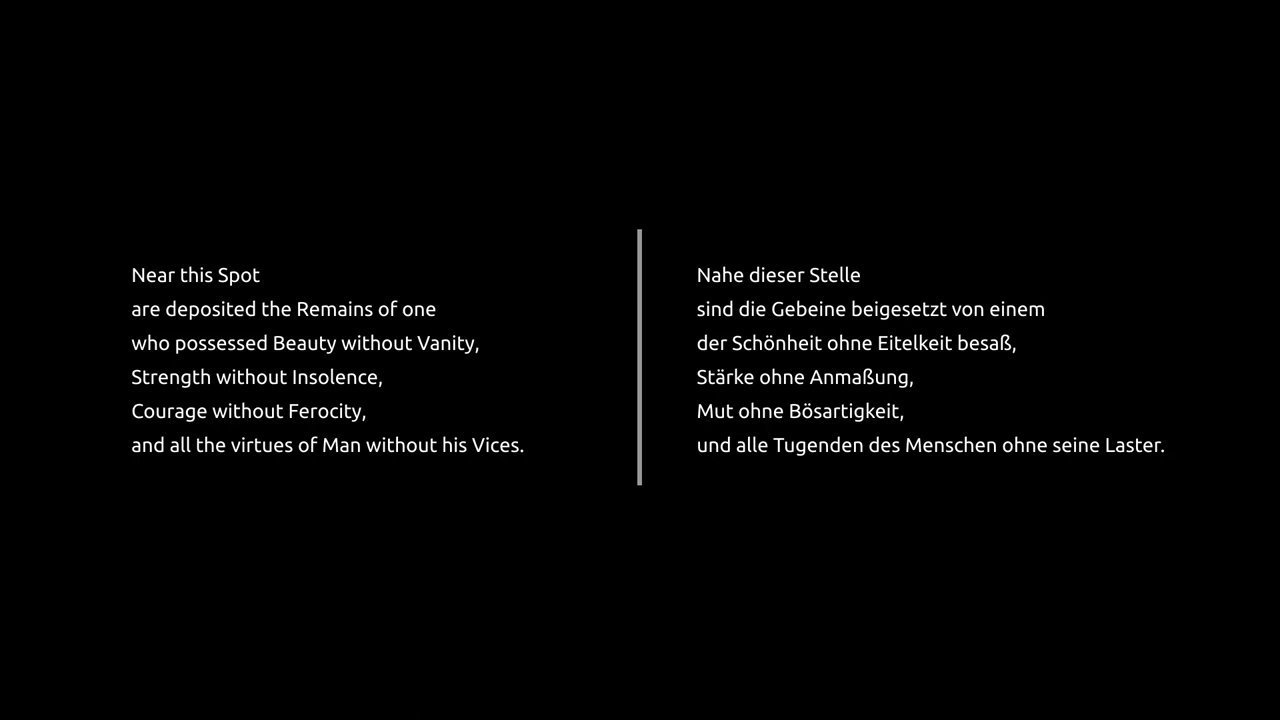 Near this Spot
are deposited the Remains of one
who possessed Beauty without Vanity,
Strength without Insolence,
Courage without Ferocity,
and all the virtues of Man without his Vices.
Nahe dieser Stelle
sind die Gebeine beigesetzt von einem
der Schönheit ohne Eitelkeit besaß,
Stärke ohne Anmaßung,
Mut ohne Bösartigkeit,
und alle Tugenden des Menschen ohne seine Laster.